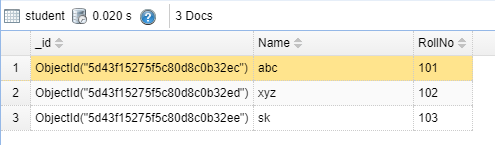 student 0.020 s 3 Docs
_id Name RollNo
1 ObjectId("5d43f15275f5c80d8c0b32ec") abc 101
2 ObjectId("5d43f15275f5c80d8c0b32ed") xyz 102
3 ObjectId("5d43f15275f5c80d8c0b32ee") sk 103